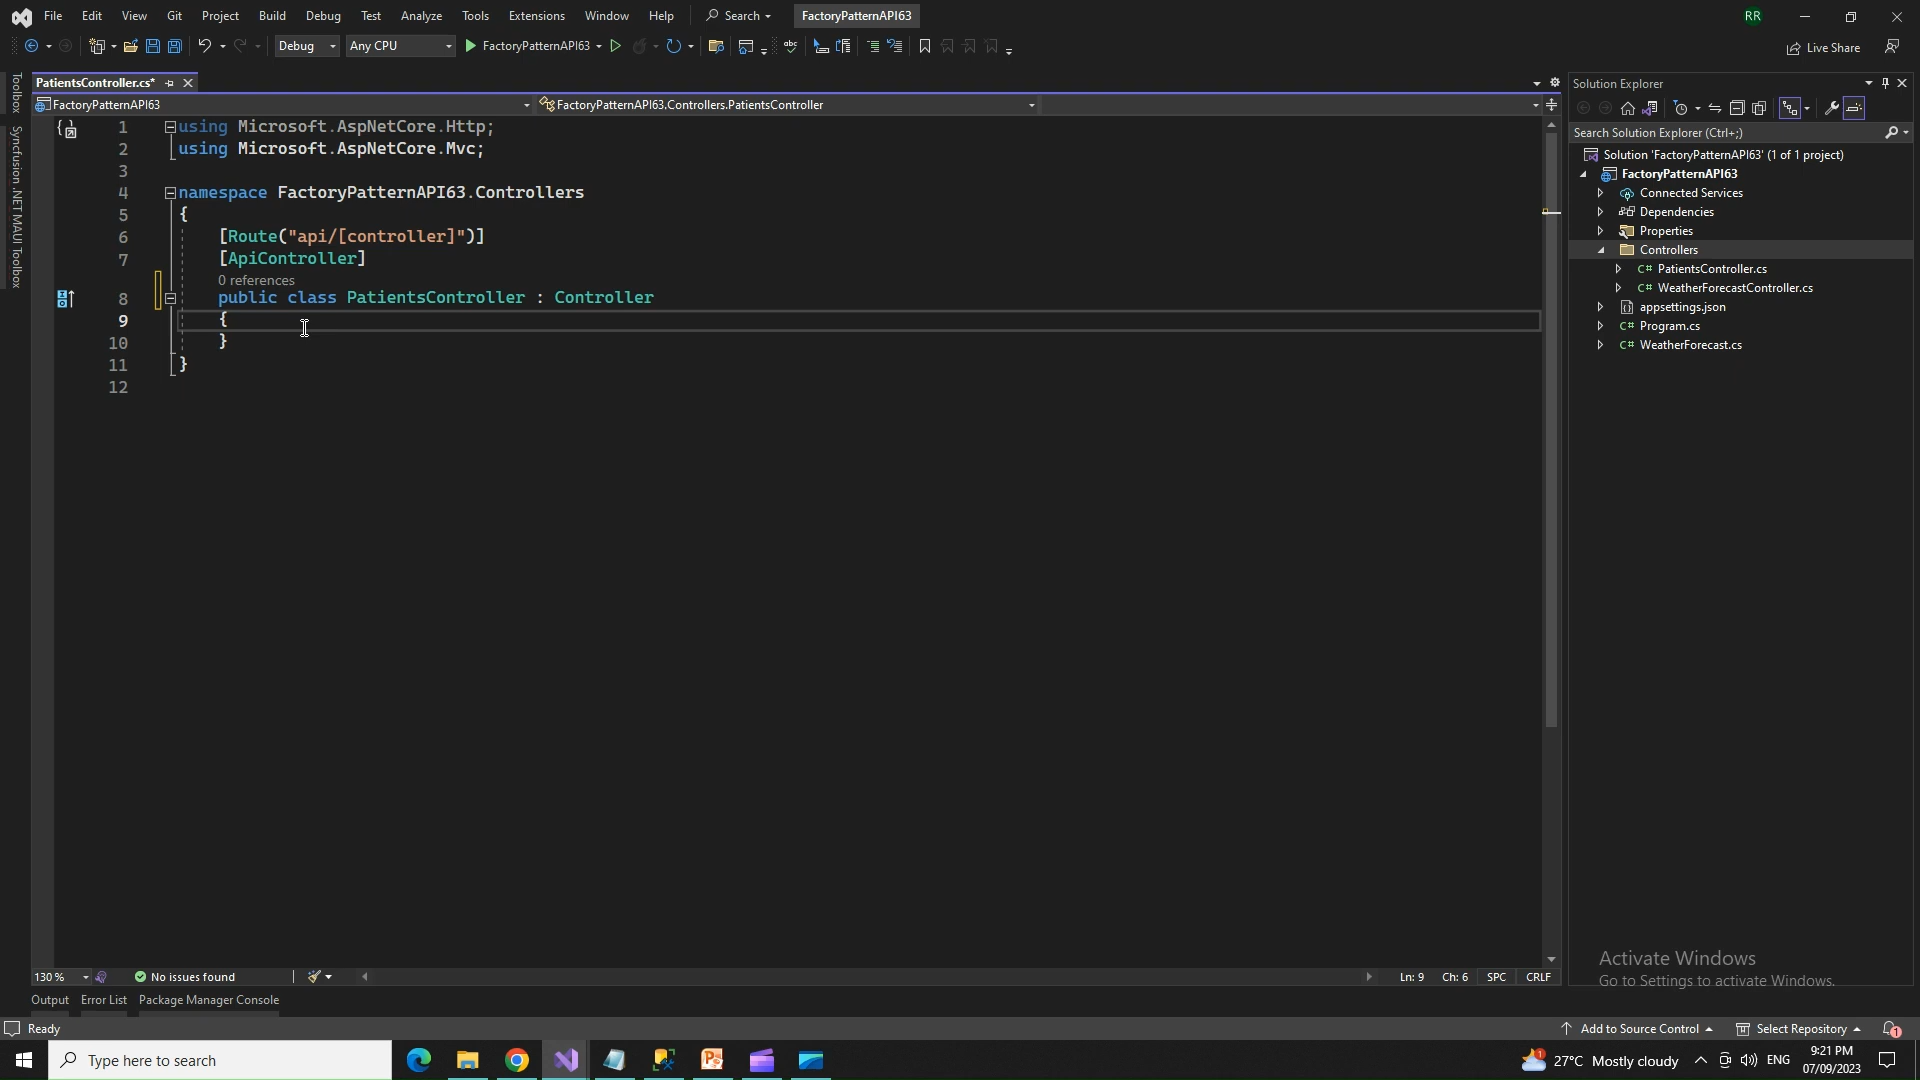 File Edit View Git Project Build Debug Test Analyze Tools Extensions Window Help Search FactoryPatternAPI63 RR
Debug Any CPU FactoryPatternAPI63 Live Share
Toolbox
Syncfusion .NET MAUI Toolbox
PatientsController.cs*
FactoryPatternAPI63 FactoryPatternAPI63.Controllers.PatientsController
1 using Microsoft.AspNetCore.Http;
2 using Microsoft.AspNetCore.Mvc;
3
4 namespace FactoryPatternAPI63.Controllers
5 {
6 [Route("api/[controller]")]
7 [ApiController]
0 references
8 public class PatientsController : Controller
9 {
10 }
11 }
12
Solution Explorer
Search Solution Explorer (Ctrl+;)
Solution 'FactoryPatternAPI63' (1 of 1 project)
FactoryPatternAPI63
Connected Services
Dependencies
Properties
Controllers
C# PatientsController.cs
C# WeatherForecastController.cs
appsettings.json
C# Program.cs
C# WeatherForecast.cs
Activate Windows
Go to Settings to activate Windows.
130 % No issues found Ln: 9 Ch: 6 SPC CRLF
Output Error List Package Manager Console
Ready Add to Source Control Select Repository 1
Type here to search 1 27°C Mostly cloudy ENG 9:21 PM
07/09/2023